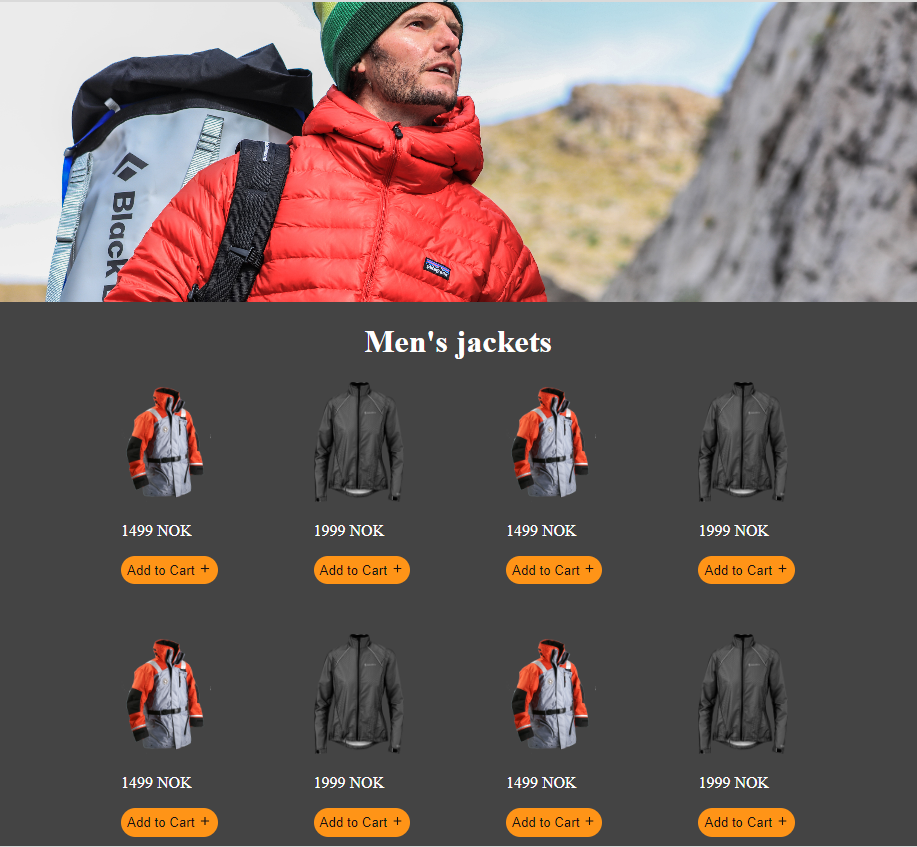 Black
patagonia
Men's jackets
1499 NOK
1999 NOK
1499 NOK
1999 NOK
Add to Cart +
Add to Cart +
Add to Cart +
Add to Cart +
1499 NOK
1999 NOK
1499 NOK
1999 NOK
Add to Cart +
Add to Cart +
Add to Cart +
Add to Cart +